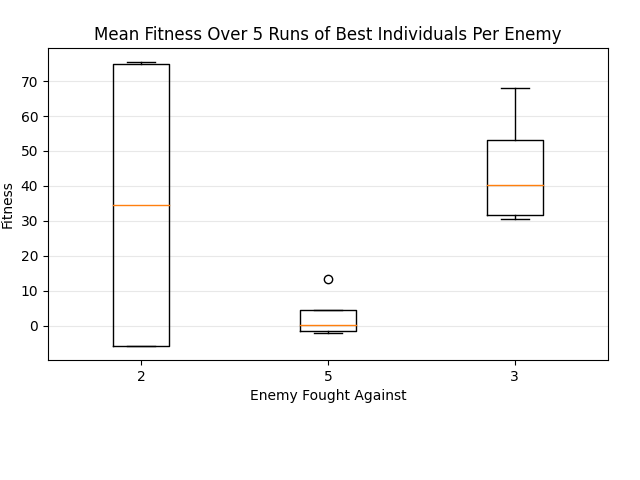 Mean Fitness Over 5 Runs of Best Individuals Per Enemy
70
60
50
40
30
20
10
0
Fitness
2 5 3
Enemy Fought Against